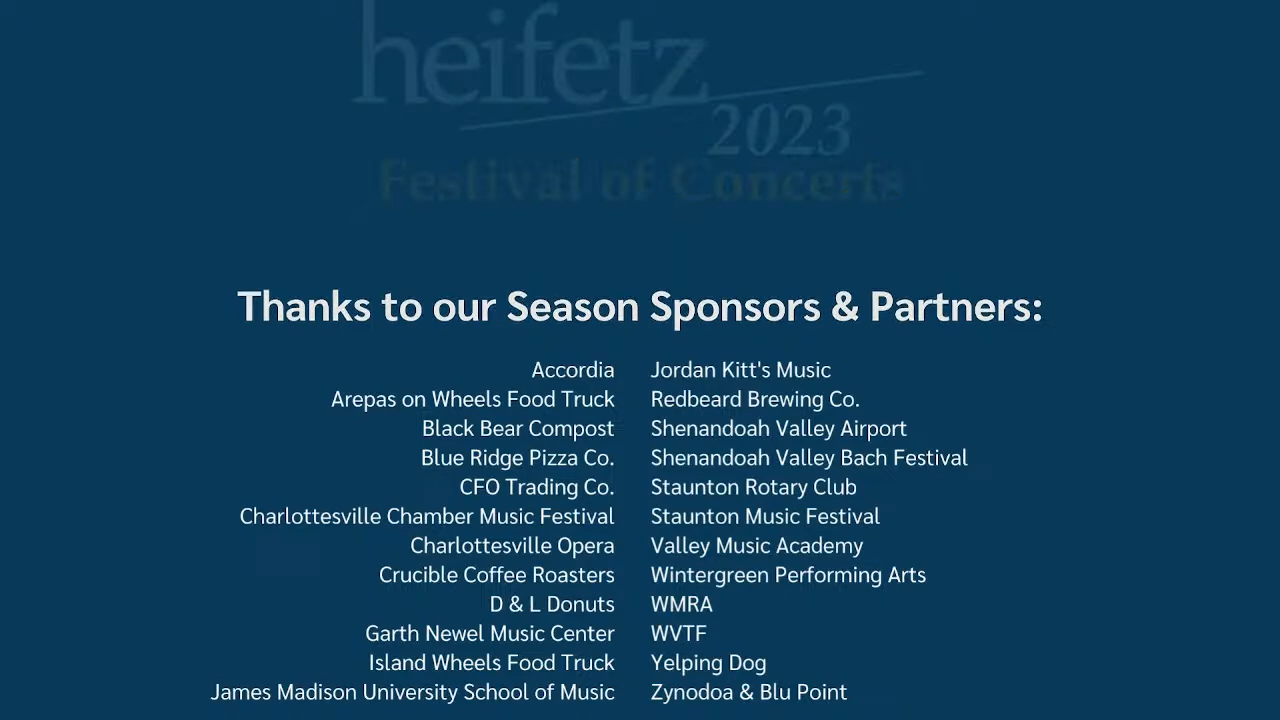 heifetz
2023
Festival of Concerts
Thanks to our Season Sponsors & Partners:
Accordia
Arepas on Wheels Food Truck
Black Bear Compost
Blue Ridge Pizza Co.
CFO Trading Co.
Charlottesville Chamber Music Festival
Charlottesville Opera
Crucible Coffee Roasters
D & L Donuts
Garth Newel Music Center
Island Wheels Food Truck
James Madison University School of Music
Jordan Kitt's Music
Redbeard Brewing Co.
Shenandoah Valley Airport
Shenandoah Valley Bach Festival
Staunton Rotary Club
Staunton Music Festival
Valley Music Academy
Wintergreen Performing Arts
WMRA
WVTF
Yelping Dog
Zynodoa & Blu Point